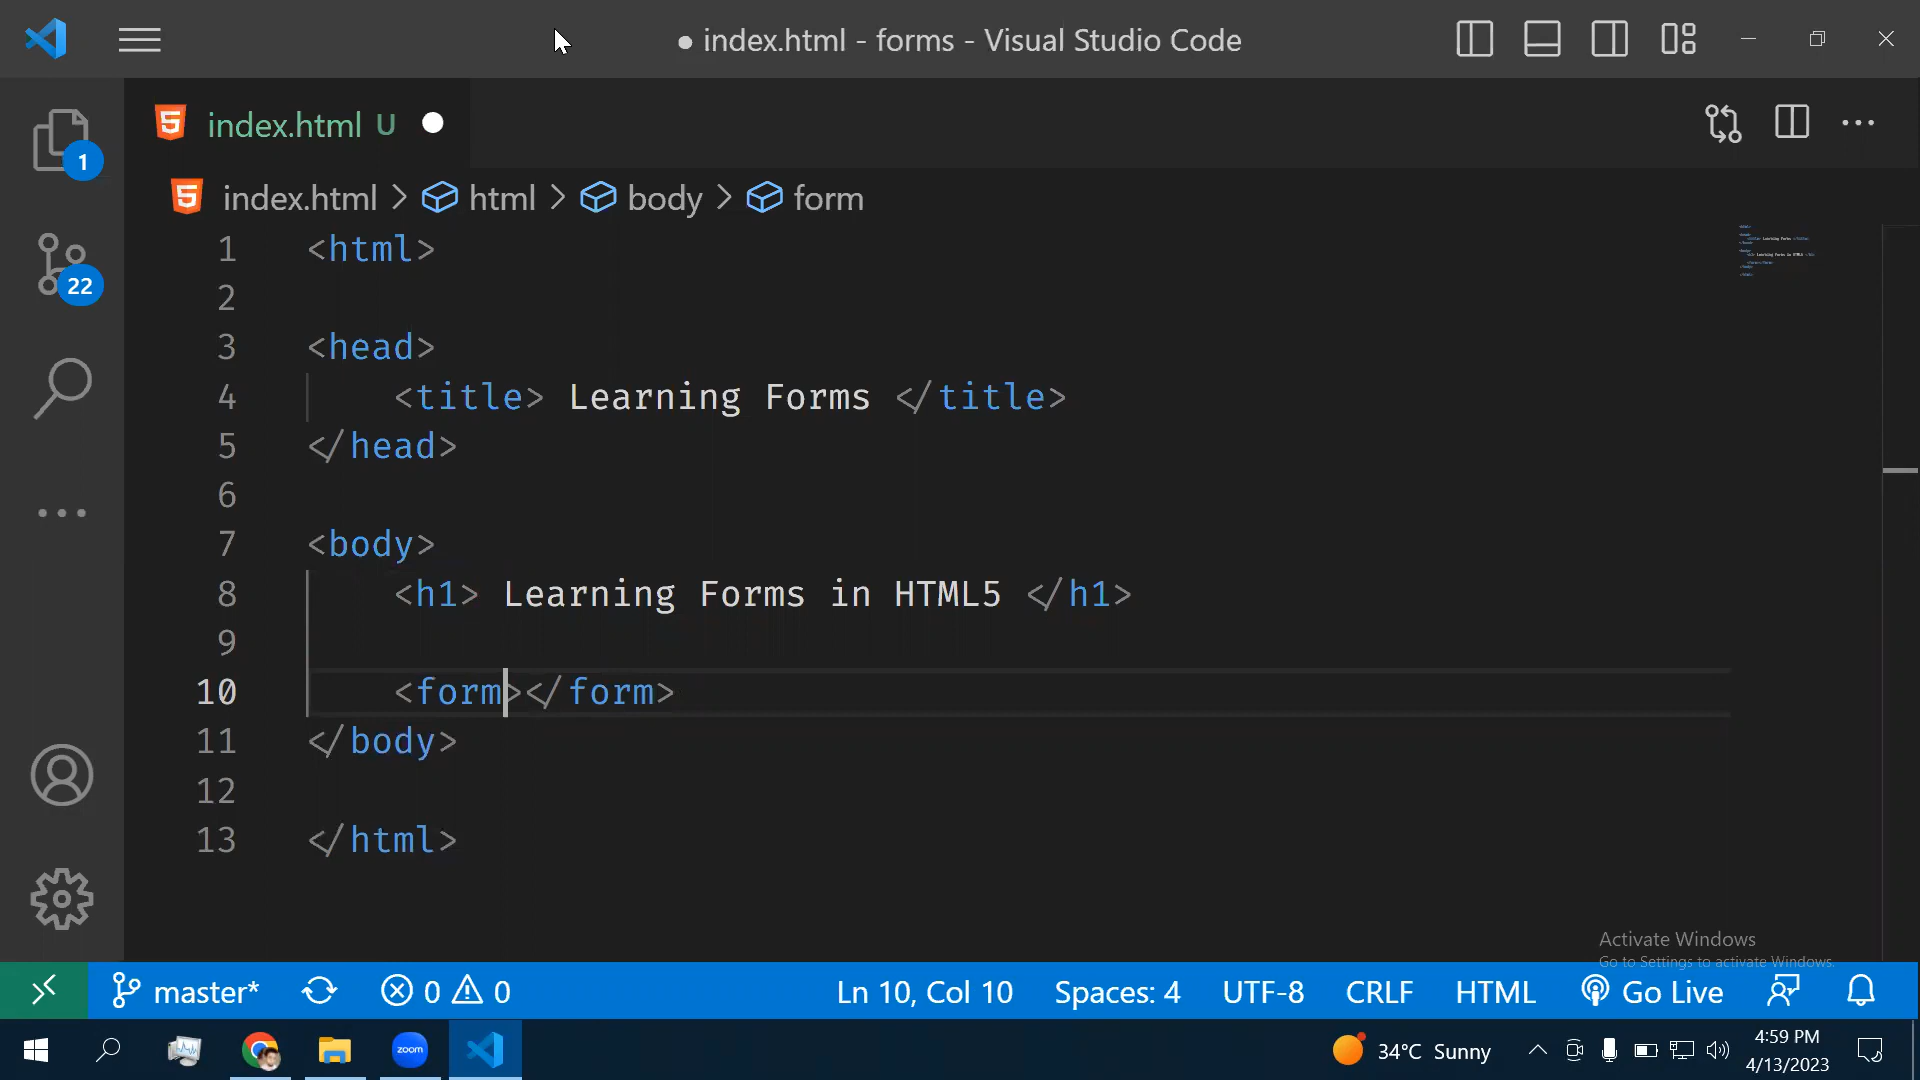 ● index.html - forms - Visual Studio Code
index.html U
index.html > html > body > form
1 <html>
2
3 <head>
4 <title> Learning Forms </title>
5 </head>
6
7 <body>
8 <h1> Learning Forms in HTML5 </h1>
9
10 <form></form>
11 </body>
12
13 </html>
1
22
Activate Windows
Go to Settings to activate Windows.
master* 0 0 Ln 10, Col 10 Spaces: 4 UTF-8 CRLF HTML Go Live
zoom 34°C Sunny 4:59 PM
4/13/2023